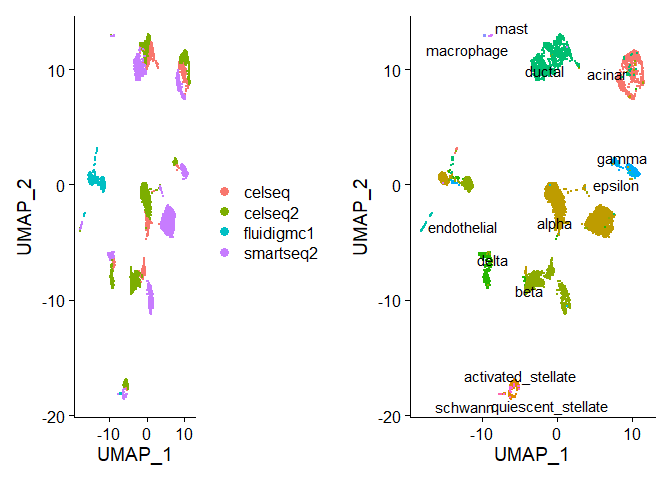 UMAP_2
10
0
-10
-20
-10
0
10
UMAP_1
celseq
celseq2
fluidigmc1
smartseq2
UMAP_2
10
0
-10
-20
-10
0
10
UMAP_1
mast
macrophage
ductal
acinar
gamma
epsilon
endothelial
alpha
delta
beta
activated_stellate
schwann
quiescent_stellate